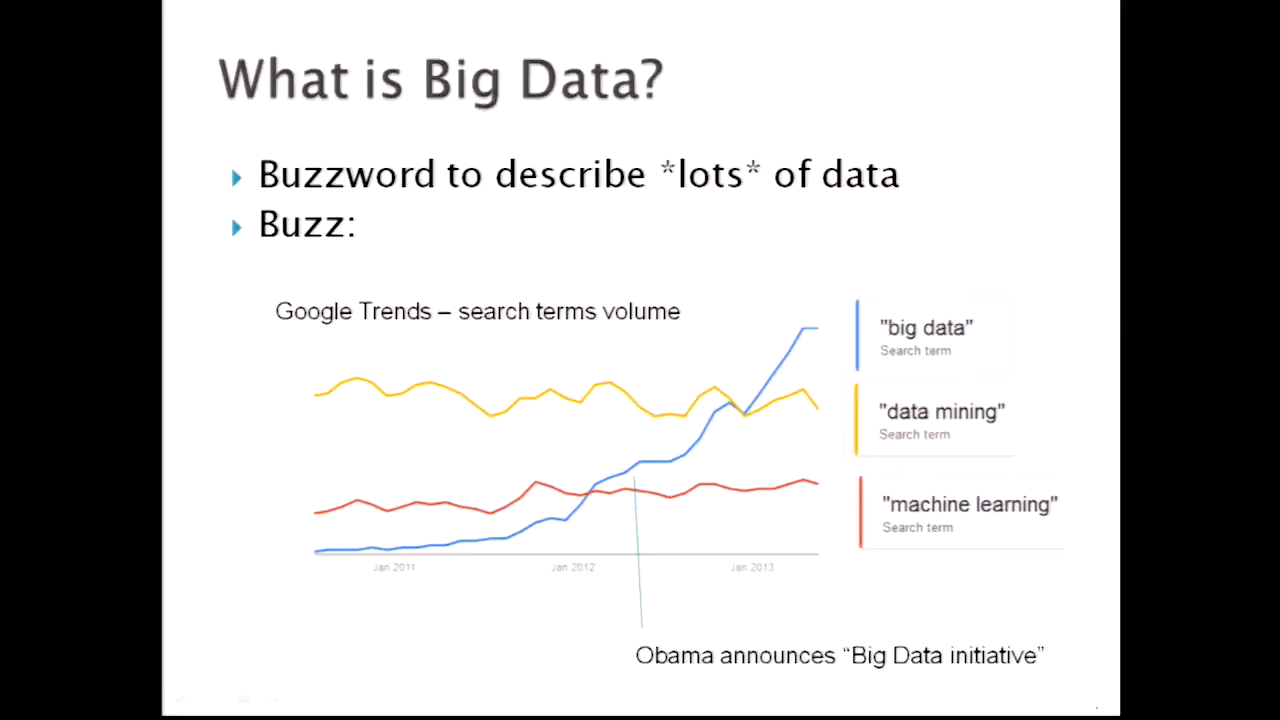 What is Big Data?
Buzzword to describe *lots* of data
Buzz:
Google Trends – search terms volume
"big data"
Search term
"data mining"
Search term
"machine learning"
Search term
Jan 2011
Jan 2012
Jan 2013
Obama announces “Big Data initiative”